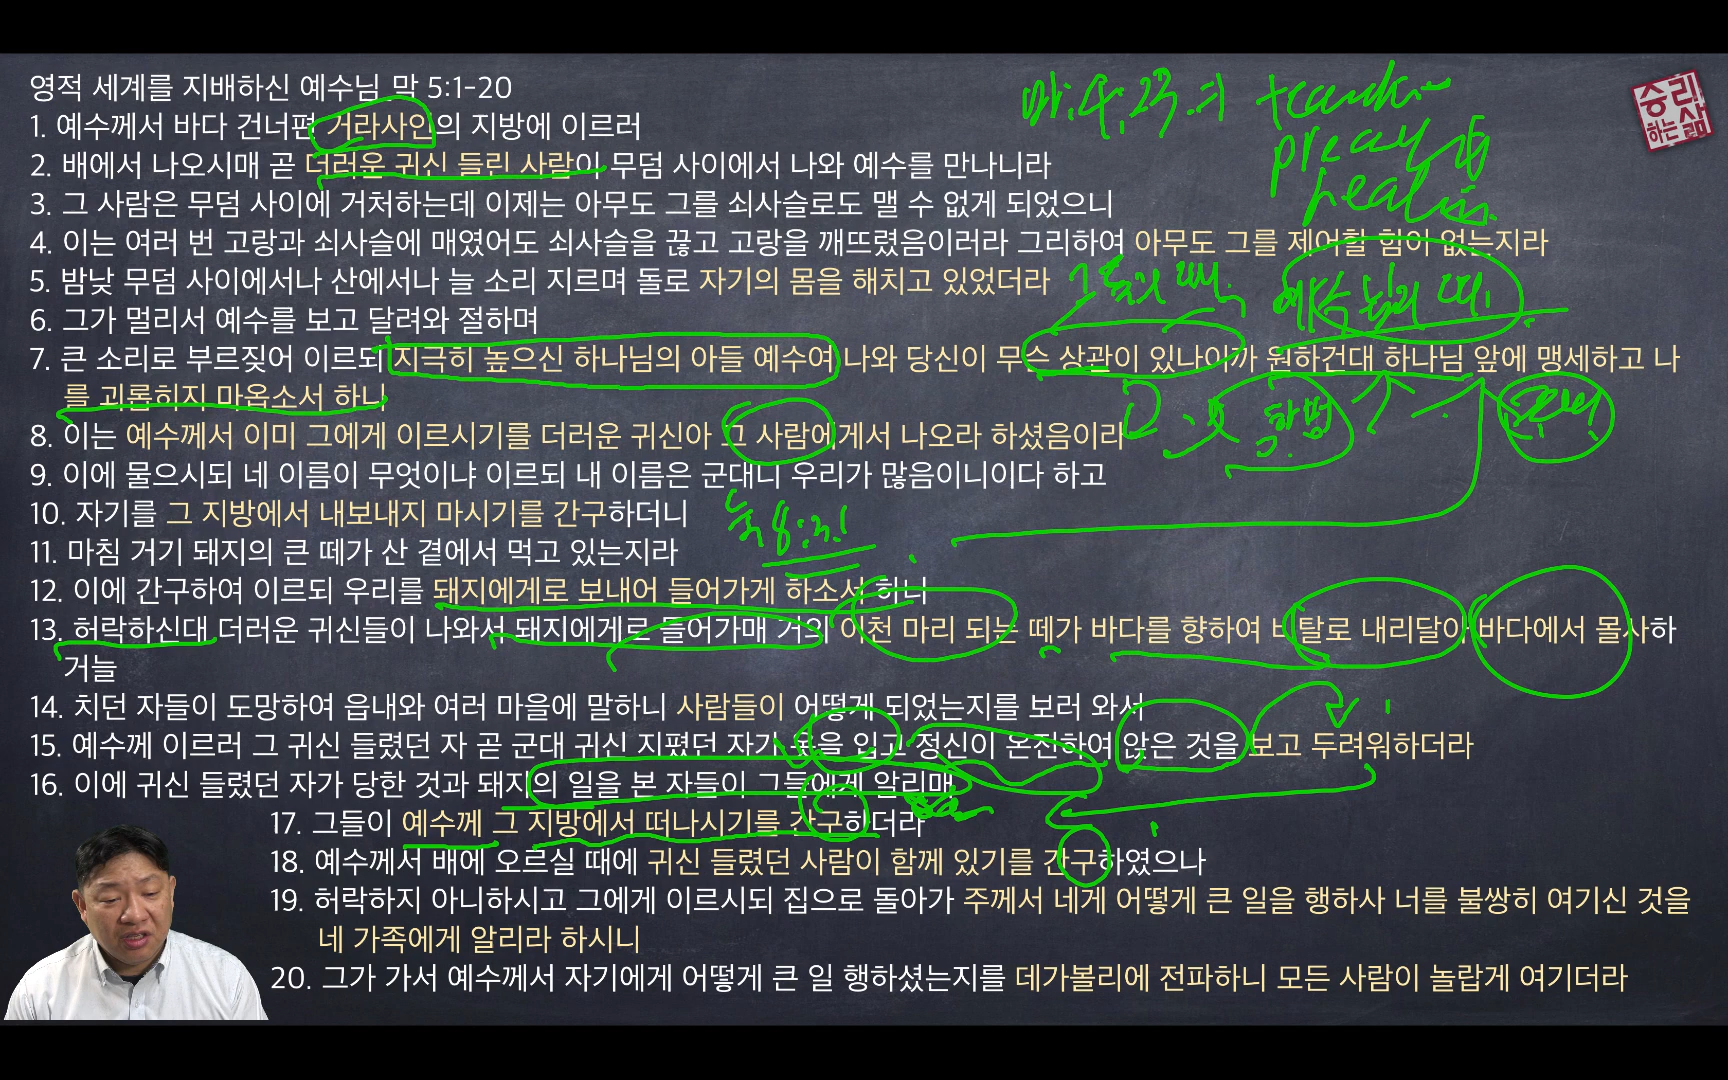 영적 세계를 지배하신 예수님 막 5:1-20
1. 예수께서 바다 건너편 거라사인의 지방에 이르러
2. 배에서 나오시매 곧 더러운 귀신 들린 사람이 무덤 사이에서 나와 예수를 만나니라
3. 그 사람은 무덤 사이에 거처하는데 이제는 아무도 그를 쇠사슬로도 맬 수 없게 되었으니
4. 이는 여러 번 고랑과 쇠사슬에 매였어도 쇠사슬을 끊고 고랑을 깨뜨렸음이러라 그리하여 아무도 그를 제어할 힘이 없는지라
5. 밤낮 무덤 사이에서나 산에서나 늘 소리 지르며 돌로 자기의 몸을 해치고 있었더라
6. 그가 멀리서 예수를 보고 달려와 절하며
7. 큰 소리로 부르짖어 이르되 지극히 높으신 하나님의 아들 예수여 나와 당신이 무슨 상관이 있나이까 원하건대 하나님 앞에 맹세하고 나
를 괴롭히지 마옵소서 하니
8. 이는 예수께서 이미 그에게 이르시기를 더러운 귀신아 그 사람에게서 나오라 하셨음이라
9. 이에 물으시되 네 이름이 무엇이냐 이르되 내 이름은 군대니 우리가 많음이니이다 하고
10. 자기를 그 지방에서 내보내지 마시기를 간구하더니
11. 마침 거기 돼지의 큰 떼가 산 곁에서 먹고 있는지라
12. 이에 간구하여 이르되 우리를 돼지에게로 보내어 들어가게 하소서 하니
13. 허락하신대 더러운 귀신들이 나와서 돼지에게로 들어가매 거의 이천 마리 되는 떼가 바다를 향하여 비탈로 내리달아 바다에서 몰사하
거늘
14. 치던 자들이 도망하여 읍내와 여러 마을에 말하니 사람들이 어떻게 되었는지를 보러 와서
15. 예수께 이르러 그 귀신 들렸던 자 곧 군대 귀신 지폈던 자가 옷을 입고 정신이 온전하여 앉은 것을 보고 두려워하더라
16. 이에 귀신 들렸던 자가 당한 것과 돼지의 일을 본 자들이 그들에게 알리매
17. 그들이 예수께 그 지방에서 떠나시기를 간구하더라
18. 예수께서 배에 오르실 때에 귀신 들렸던 사람이 함께 있기를 간구하였으나
19. 허락하지 아니하시고 그에게 이르시되 집으로 돌아가 주께서 네게 어떻게 큰 일을 행하사 너를 불쌍히 여기신 것을
네 가족에게 알리라 하시니
20. 그가 가서 예수께서 자기에게 어떻게 큰 일 행하셨는지를 데가볼리에 전파하니 모든 사람이 놀랍게 여기더라
마.4.23.
그들의 때.
예수님의 때.
눅 8:31
승리
하는 삶